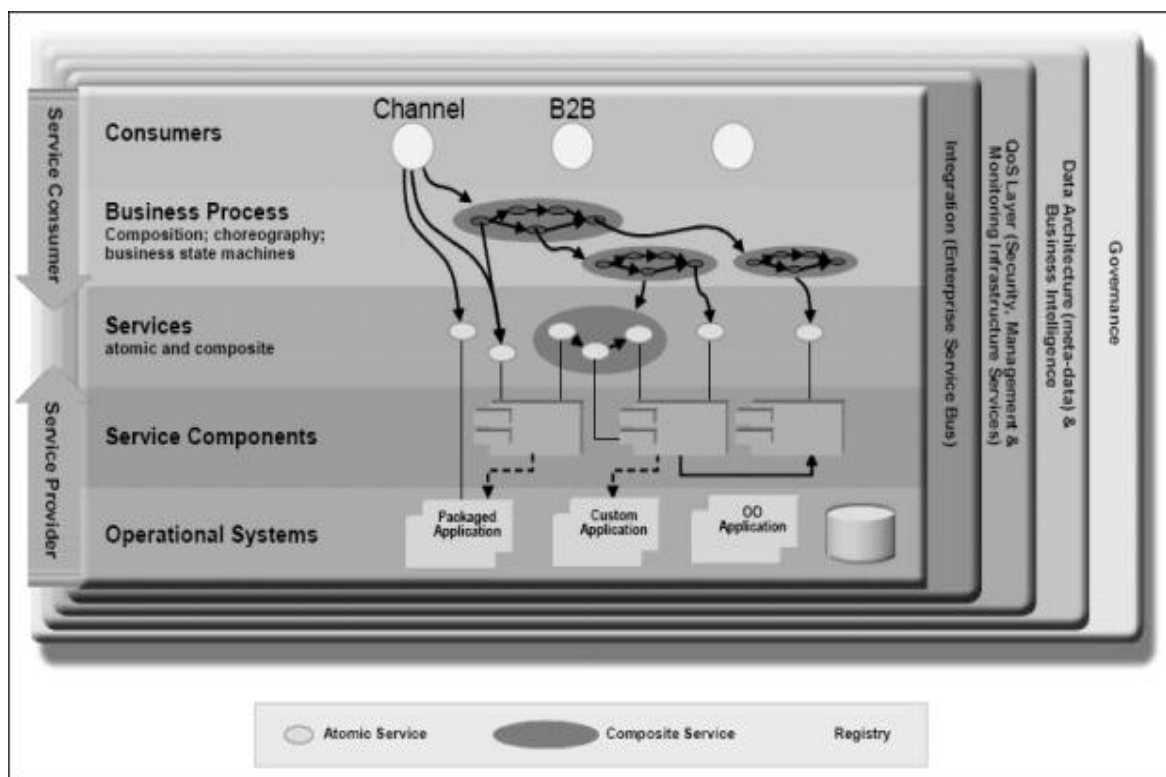 Channel
B2B
Consumers
Business Process
Composition; choreography;
business state machines
Services
atomic and composite
Service Components
Operational Systems
Packaged
Application
Custom
Application
OO
Application
Service Consumer
Service Provider
Integration (Enterprise Service Bus)
QoS Layer (Security, Management &
Monitoring Infrastructure Services)
Data Architecture (meta-data) &
Business Intelligence
Governance
Atomic Service
Composite Service
Registry